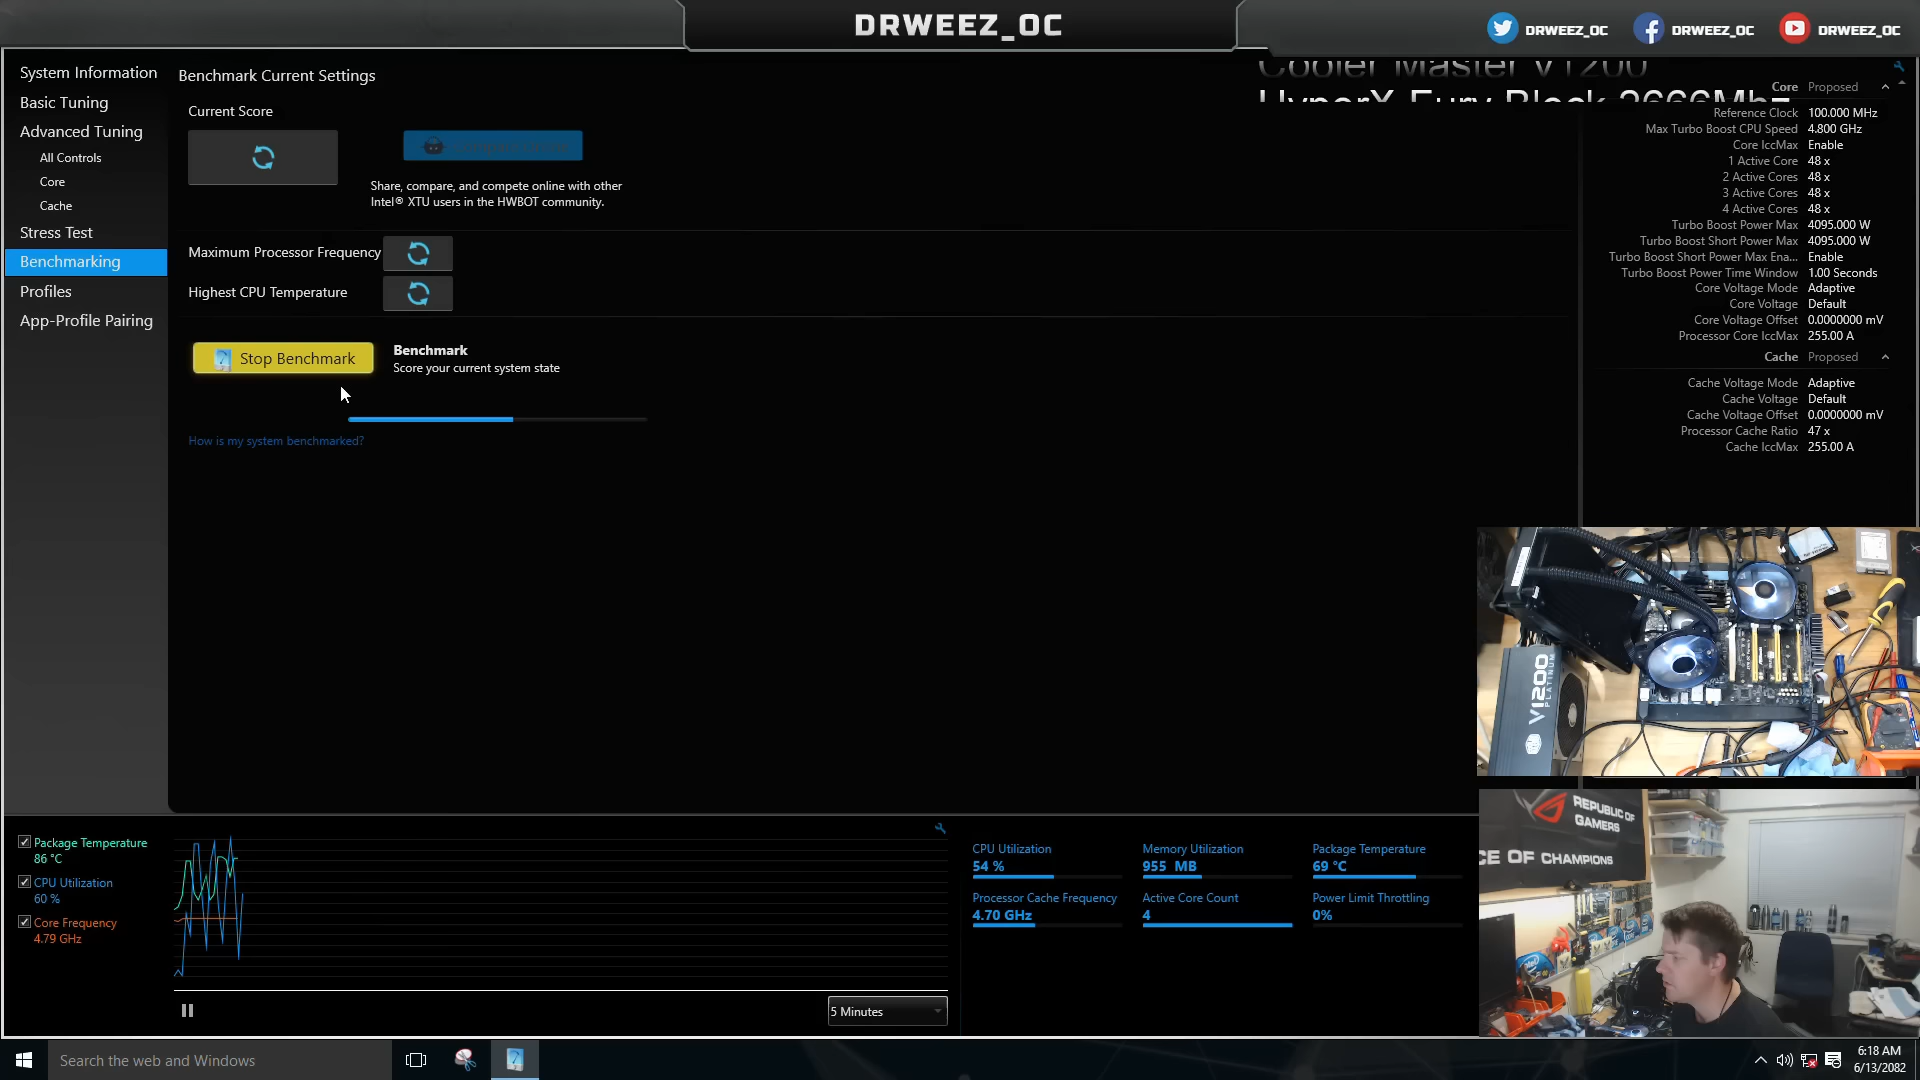 DRWEEZ_OC
DRWEEZ_OC
DRWEEZ_OC
DRWEEZ_OC
System Information
Basic Tuning
Advanced Tuning
All Controls
Core
Cache
Stress Test
Benchmarking
Profiles
App-Profile Pairing
Benchmark Current Settings
Current Score
Share, compare, and compete online with other
Intel® XTU users in the HWBOT community.
Maximum Processor Frequency
Highest CPU Temperature
Stop Benchmark
Benchmark
Score your current system state
How is my system benchmarked?
Cooler Master V1200
HyperX Fury Black 2666Mhz
Core Proposed
Reference Clock 100.000 MHz
Max Turbo Boost CPU Speed 4.800 GHz
Core IccMax Enable
1 Active Core 48 x
2 Active Cores 48 x
3 Active Cores 48 x
4 Active Cores 48 x
Turbo Boost Power Max 4095.000 W
Turbo Boost Short Power Max 4095.000 W
Turbo Boost Short Power Max Ena... Enable
Turbo Boost Power Time Window 1.00 Seconds
Core Voltage Mode Adaptive
Core Voltage Default
Core Voltage Offset 0.0000000 mV
Processor Core IccMax 255.00 A
Cache Proposed
Cache Voltage Mode Adaptive
Cache Voltage Default
Cache Voltage Offset 0.0000000 mV
Processor Cache Ratio 47 x
Cache IccMax 255.00 A
V1200
PLATINUM
REPUBLIC OF
GAMERS
CE OF CHAMPIONS
Package Temperature
86 °C
CPU Utilization
60 %
Core Frequency
4.79 GHz
5 Minutes
CPU Utilization
54 %
Memory Utilization
955 MB
Package Temperature
69 °C
Processor Cache Frequency
4.70 GHz
Active Core Count
4
Power Limit Throttling
0%
Search the web and Windows
6:18 AM
6/13/2082